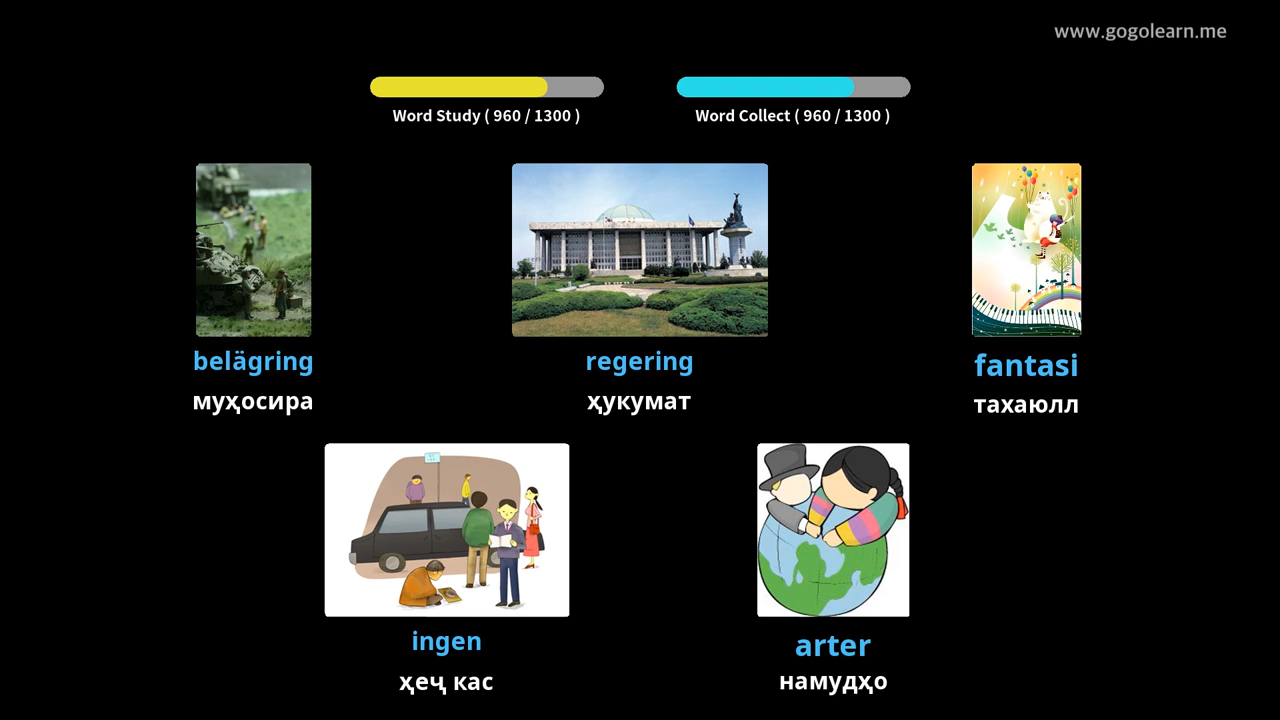 www.gogolearn.me
Word Study ( 960 / 1300 )
Word Collect ( 960 / 1300 )
belägring
муҳосира
regering
ҳукумат
fantasi
тахаюлл
ingen
ҳеҷ кас
arter
намудҳо